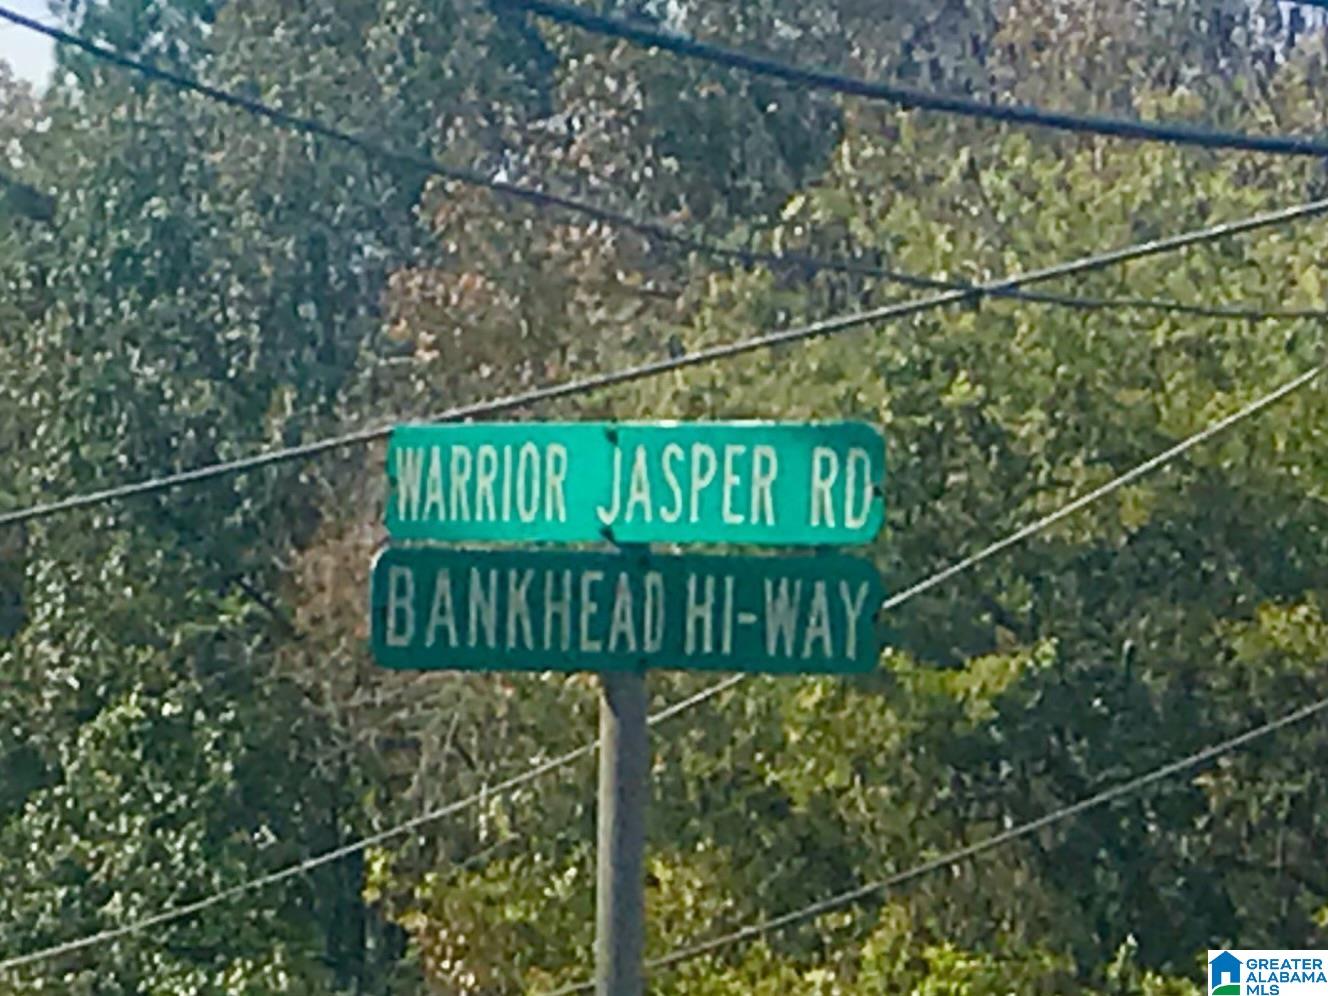 WARRIOR JASPER RD
BANKHEAD HI-WAY
GREATER
ALABAMA
MLS